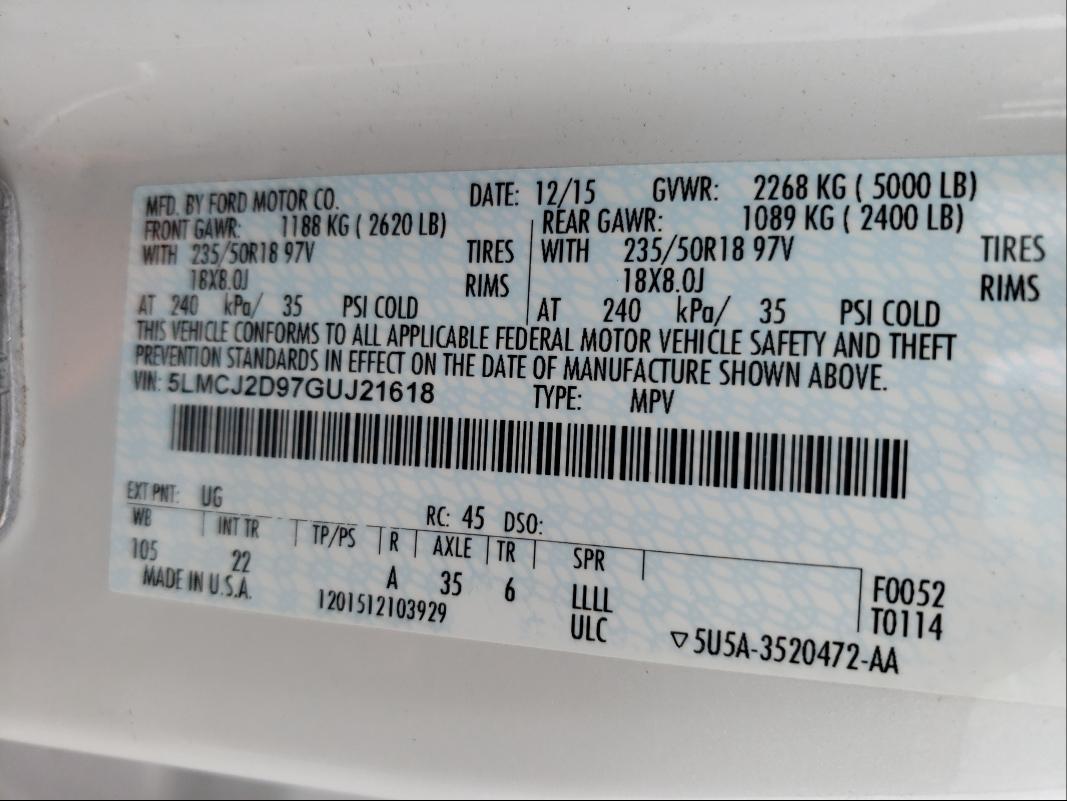 MFD. BY FORD MOTOR CO. DATE: 12/15 GVWR: 2268 KG ( 5000 LB)
FRONT GAWR: 1188 KG ( 2620 LB) REAR GAWR: 1089 KG ( 2400 LB)
WITH 235/50R18 97V TIRES WITH 235/50R18 97V TIRES
18X8.0J RIMS 18X8.0J RIMS
AT 240 kPa/ 35 PSI COLD AT 240 kPa/ 35 PSI COLD
THIS VEHICLE CONFORMS TO ALL APPLICABLE FEDERAL MOTOR VEHICLE SAFETY AND THEFT
PREVENTION STANDARDS IN EFFECT ON THE DATE OF MANUFACTURE SHOWN ABOVE.
VIN: 5LMCJ2D97GUJ21618 TYPE: MPV
EXT PNT: UG RC: 45 DSO:
WB INT TR TP/PS R AXLE TR SPR
105 22 A 35 6 LLLL F0052
MADE IN U.S.A. 1201512103929 ULC T0114
▽5U5A-3520472-AA